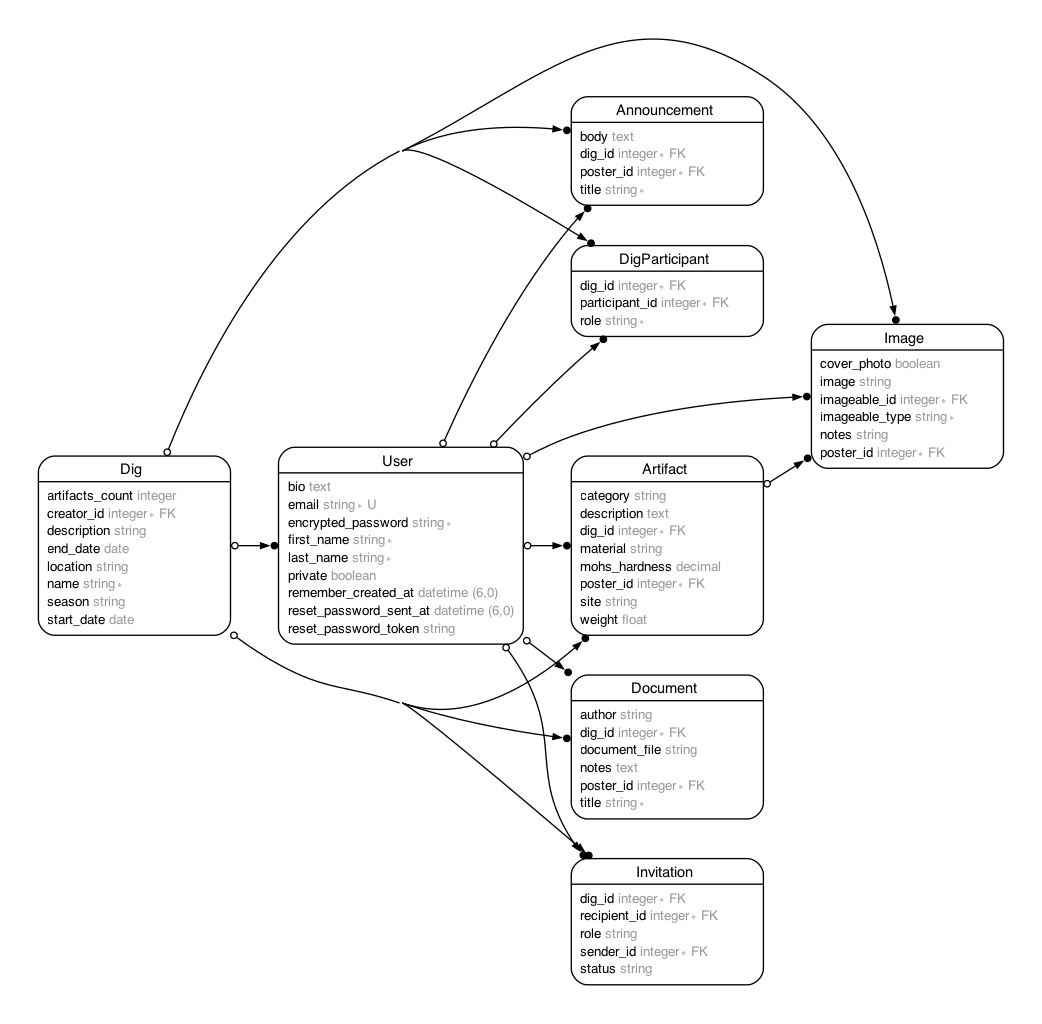 Announcement
body text
dig_id integer∗ FK
poster_id integer∗ FK
title string∗
DigParticipant
dig_id integer∗ FK
participant_id integer∗ FK
role string∗
Image
cover_photo boolean
image string
imageable_id integer∗ FK
imageable_type string∗
notes string
poster_id integer∗ FK
Dig
artifacts_count integer
creator_id integer∗ FK
description string
end_date date
location string
name string∗
season string
start_date date
User
bio text
email string∗ U
encrypted_password string∗
first_name string∗
last_name string∗
private boolean
remember_created_at datetime (6,0)
reset_password_sent_at datetime (6,0)
reset_password_token string
Artifact
category string
description text
dig_id integer∗ FK
material string
mohs_hardness decimal
poster_id integer∗ FK
site string
weight float
Document
author string
dig_id integer∗ FK
document_file string
notes text
poster_id integer∗ FK
title string∗
Invitation
dig_id integer∗ FK
recipient_id integer∗ FK
role string
sender_id integer∗ FK
status string